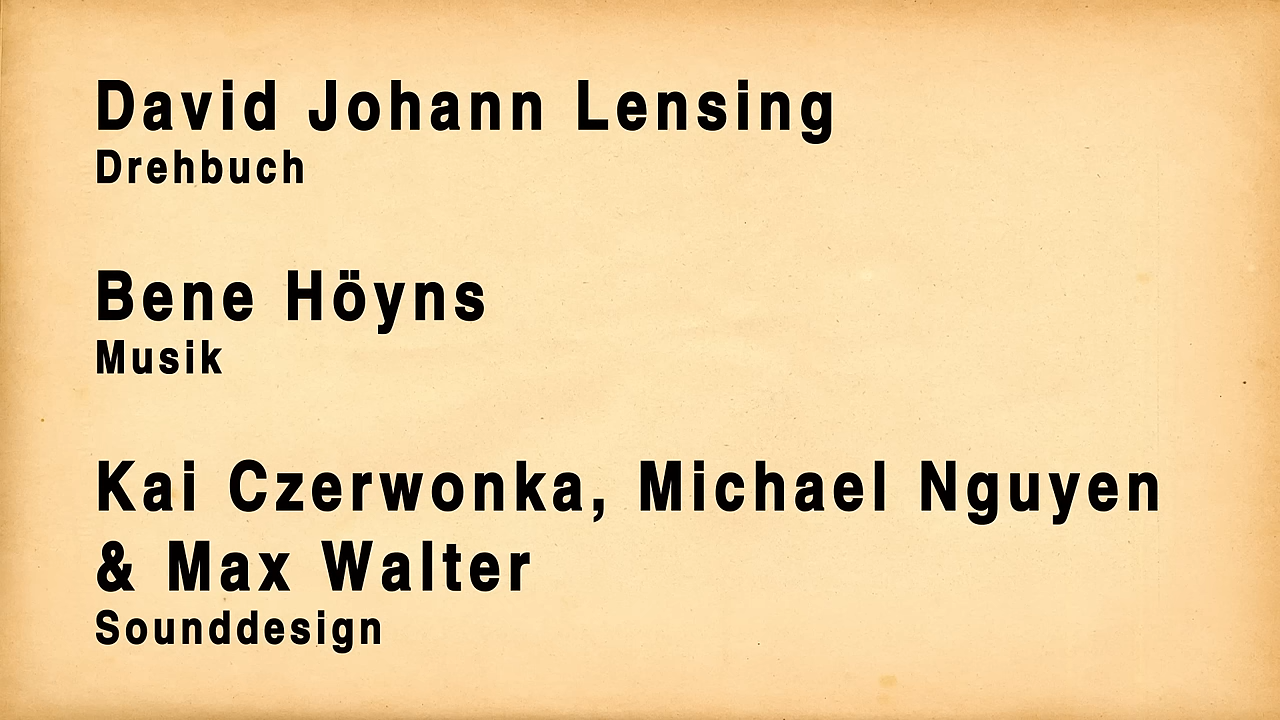 David Johann Lensing
Drehbuch
Bene Höyns
Musik
Kai Czerwonka, Michael Nguyen
& Max Walter
Sounddesign